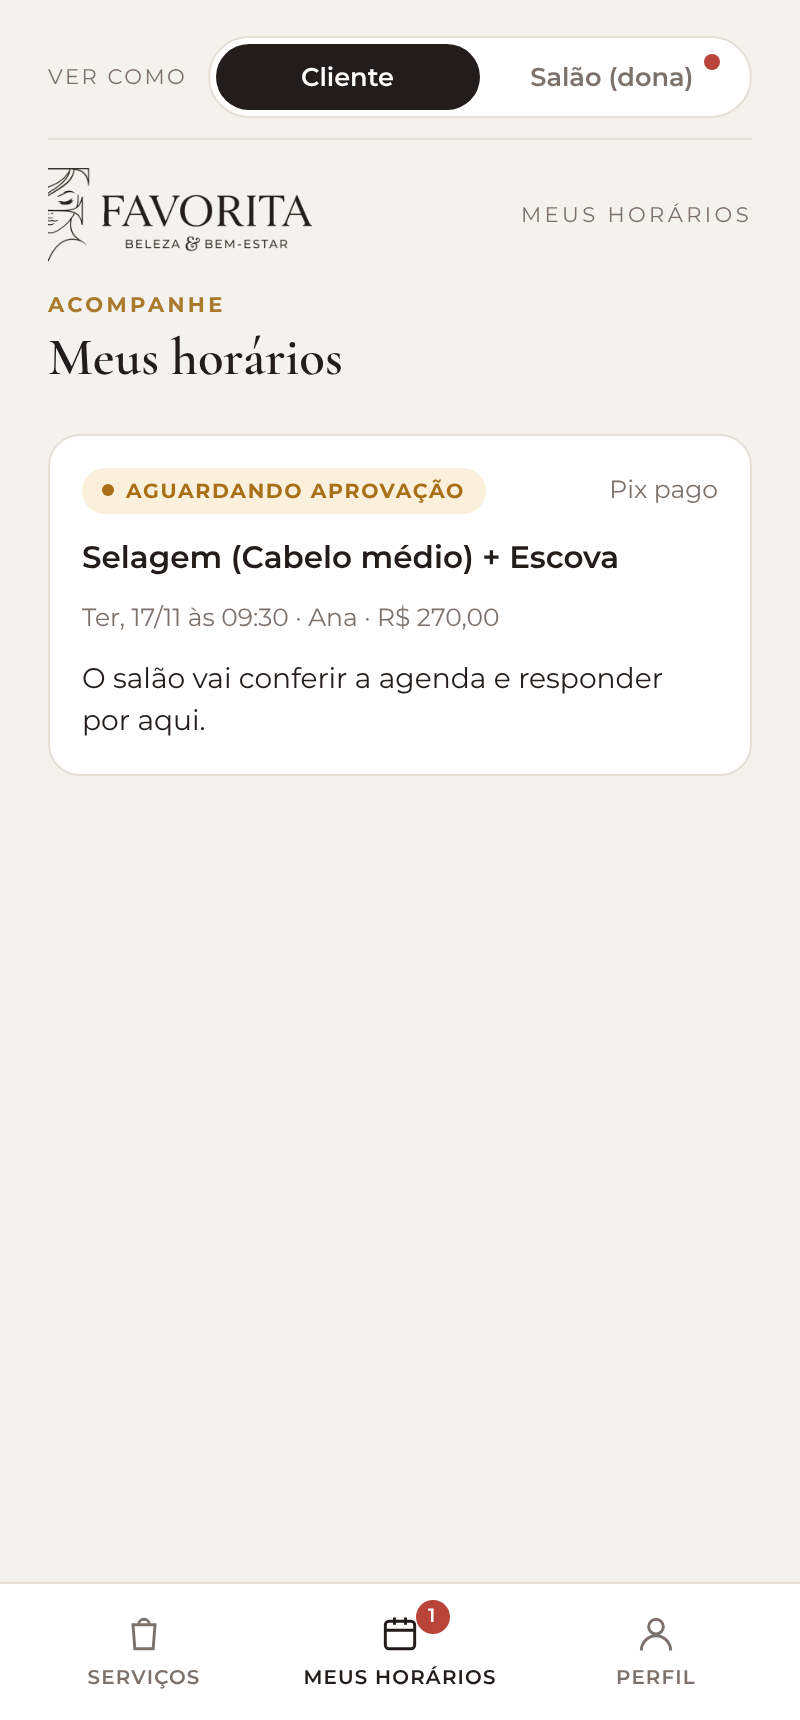 VER COMO
Cliente
Salão (dona)
FAVORITA
BELEZA & BEM-ESTAR
MEUS HORÁRIOS
ACOMPANHE
Meus horários
AGUARDANDO APROVAÇÃO
Pix pago
Selagem (Cabelo médio) + Escova
Ter, 17/11 às 09:30 · Ana · R$ 270,00
O salão vai conferir a agenda e responder
por aqui.
1
SERVIÇOS
MEUS HORÁRIOS
PERFIL